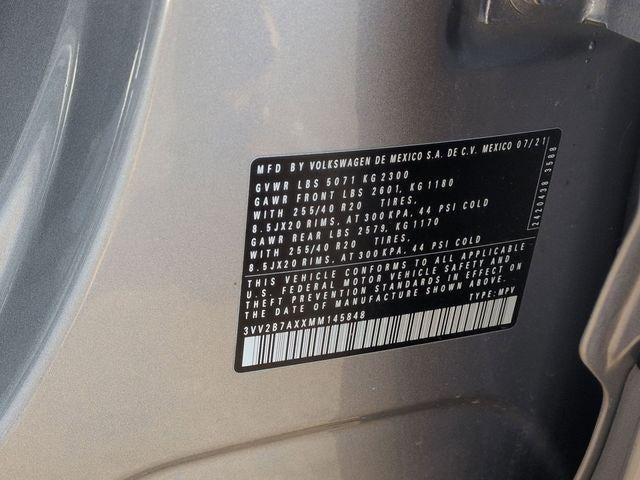 MFD BY VOLKSWAGEN DE MEXICO S.A. DE C.V. MEXICO 07/21
GVWR LBS 5071 KG 2300
GAWR FRONT LBS 2601, KG 1180
WITH 255/40 R20 TIRES,
8.5JX20 RIMS, AT 300 KPA, 44 PSI COLD
GAWR REAR LBS 2579, KG 1170
WITH 255/40 R20 TIRES,
8.5JX20 RIMS, AT 300 KPA, 44 PSI COLD
THIS VEHICLE CONFORMS TO ALL APPLICABLE
U.S. FEDERAL MOTOR VEHICLE SAFETY AND
THEFT PREVENTION STANDARDS IN EFFECT ON
THE DATE OF MANUFACTURE SHOWN ABOVE.
3VV2B7AXXMM145848 TYPE: MPV
2420438 3588